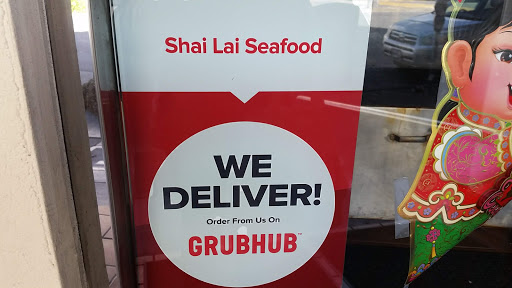 Shai Lai Seafood
WE
DELIVER!
Order From Us On
GRUBHUB